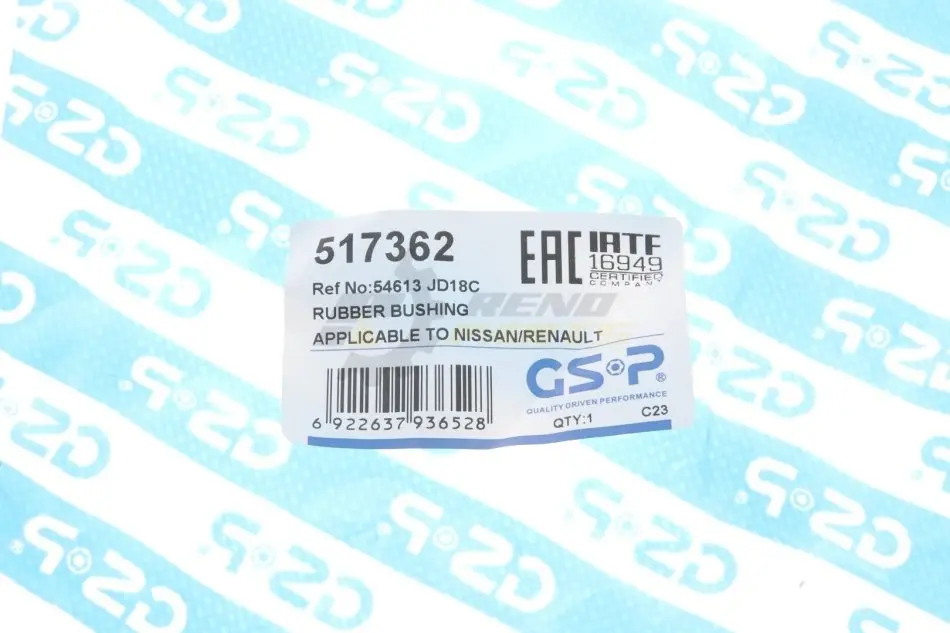 517362
EAC
IATF
16949
CERTIFIED
COMPANY
Ref No:54613 JD18C
RENO
RUBBER BUSHING
APPLICABLE TO NISSAN/RENAULT
GSP®
QUALITY DRIVEN PERFORMANCE
6 922637 936528
QTY:1
C23